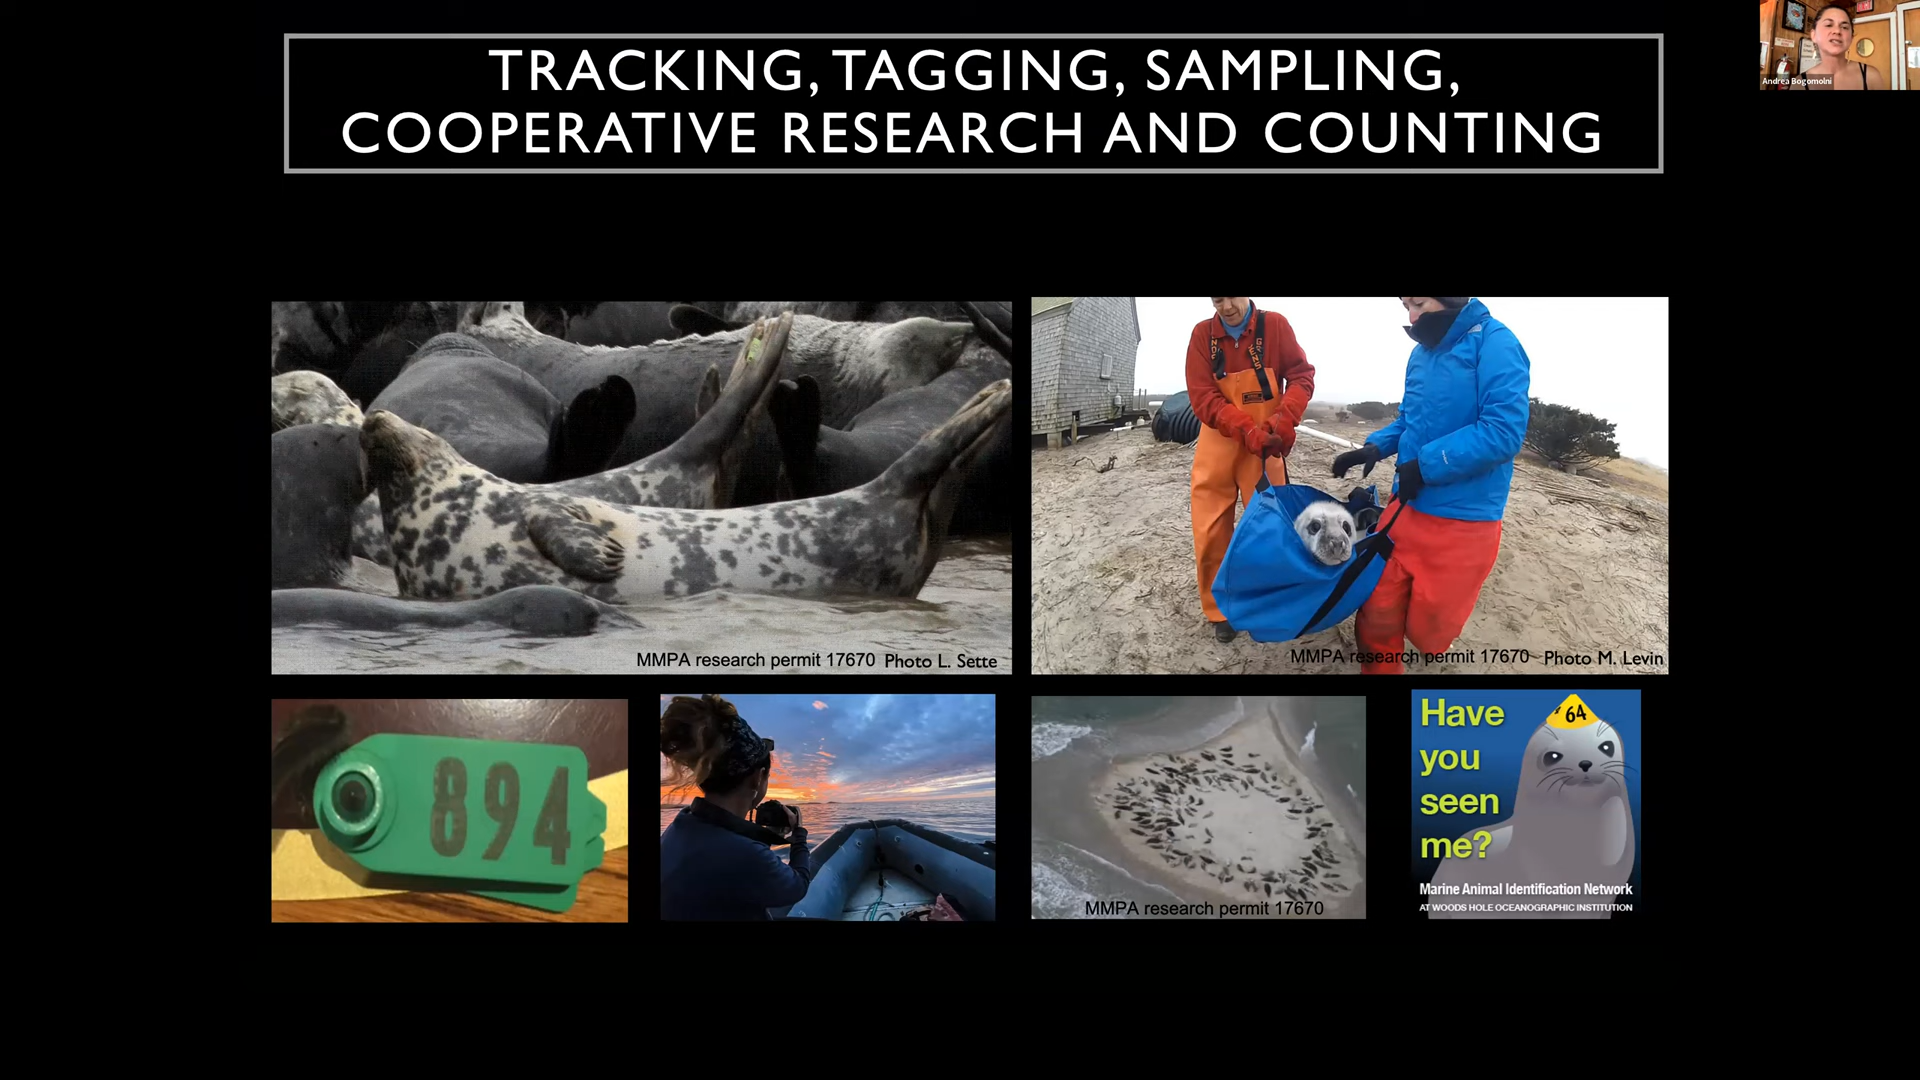 TRACKING, TAGGING, SAMPLING,
COOPERATIVE RESEARCH AND COUNTING
Andrea Bogomolni
MMPA research permit 17670 Photo L. Sette
MMPA research permit 17670 Photo M. Levin
894
MMPA research permit 17670
64
Have
you
seen
me?
Marine Animal Identification Network
AT WOODS HOLE OCEANOGRAPHIC INSTITUTION